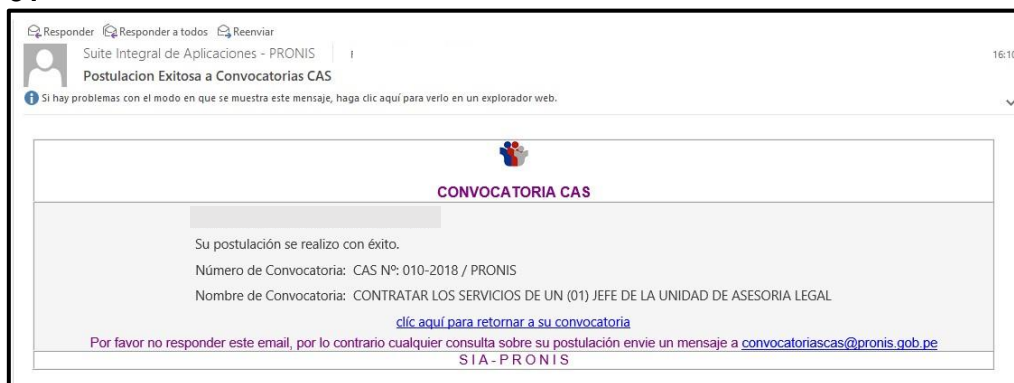 Responder Responder a todos Reenviar
Suite Integral de Aplicaciones - PRONIS
16:10
Postulacion Exitosa a Convocatorias CAS
Si hay problemas con el modo en que se muestra este mensaje, haga clic aquí para verlo en un explorador web.
CONVOCATORIA CAS
Su postulación se realizo con éxito.
Número de Convocatoria: CAS Nº: 010-2018 / PRONIS
Nombre de Convocatoria: CONTRATAR LOS SERVICIOS DE UN (01) JEFE DE LA UNIDAD DE ASESORIA LEGAL
clíc aquí para retornar a su convocatoria
Por favor no responder este email, por lo contrario cualquier consulta sobre su postulación envie un mensaje a convocatoriascas@pronis.gob.pe
SIA-PRONIS